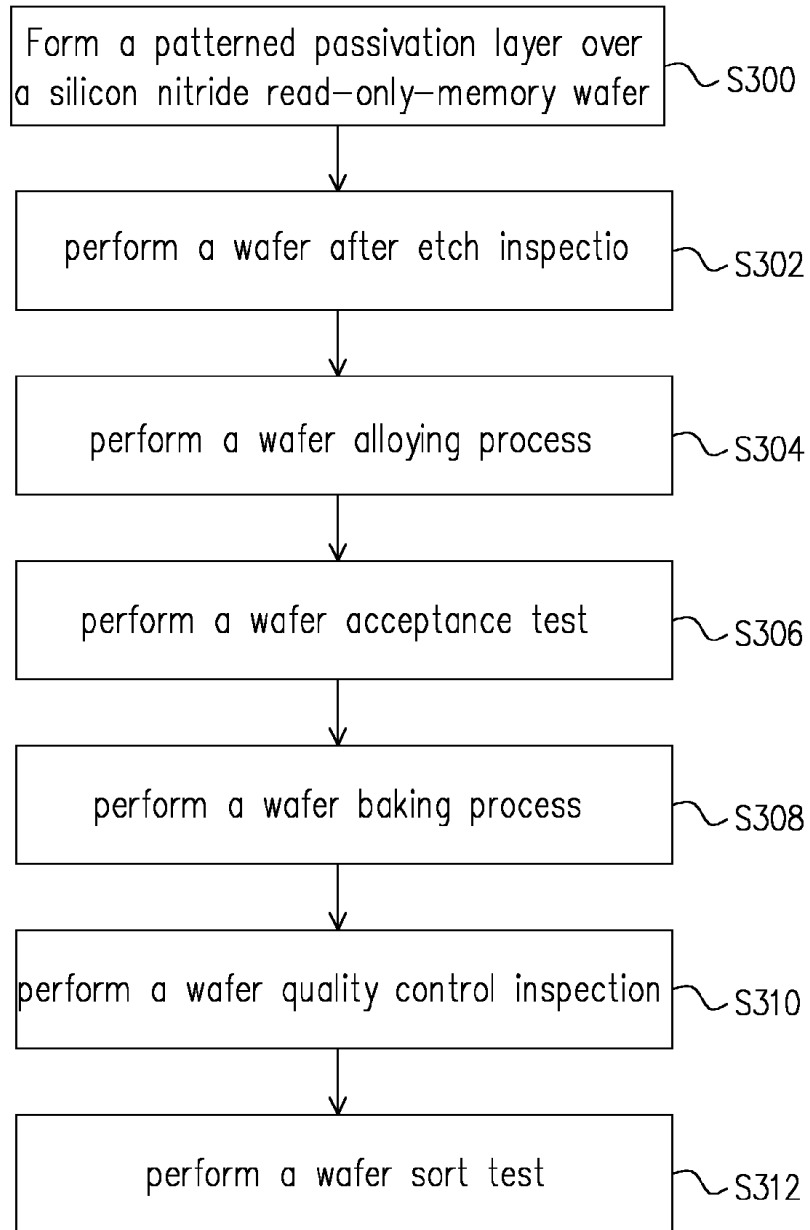 Form a patterned passivation layer over
a silicon nitride read-only-memory wafer
S300
perform a wafer after etch inspectio
S302
perform a wafer alloying process
S304
perform a wafer acceptance test
S306
perform a wafer baking process
S308
perform a wafer quality control inspection
S310
perform a wafer sort test
S312